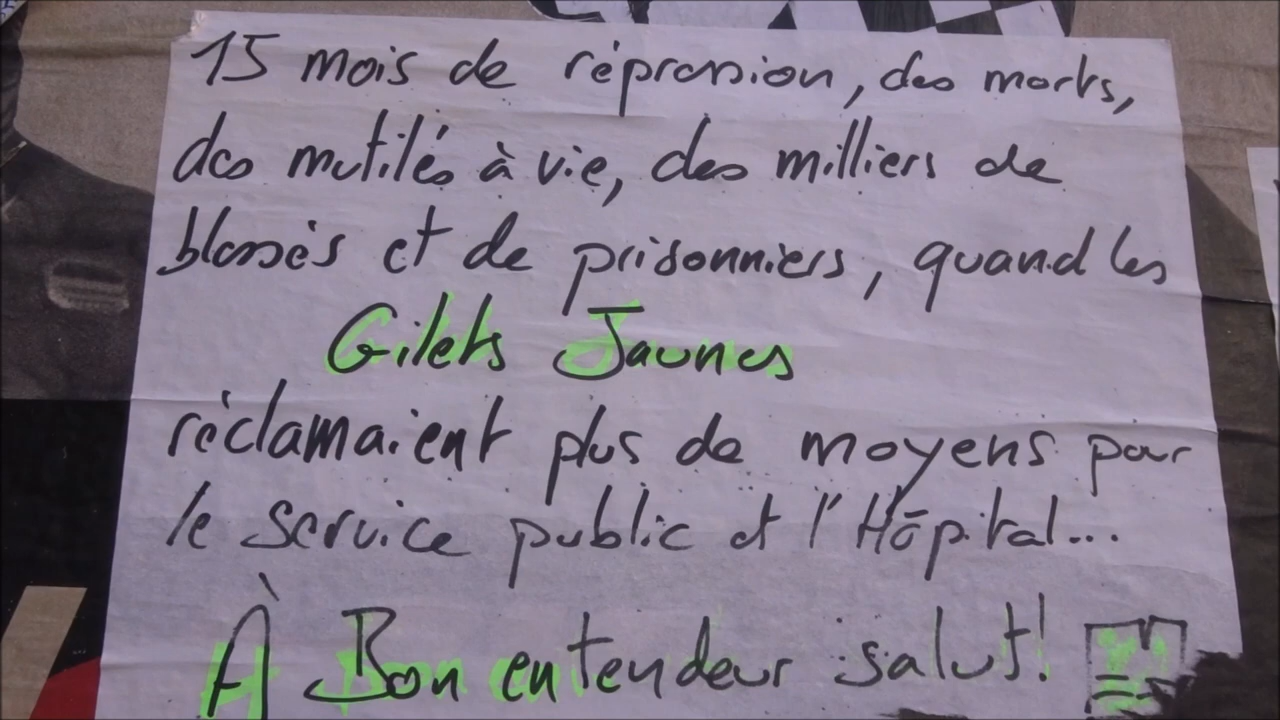 15 mois de répression, des morts,
des mutilés à vie, des milliers de
blessés et de prisonniers, quand les
Gilets Jaunes
réclamaient plus de moyens pour
le service public et l'Hôpital...
À Bon entendeur salut!